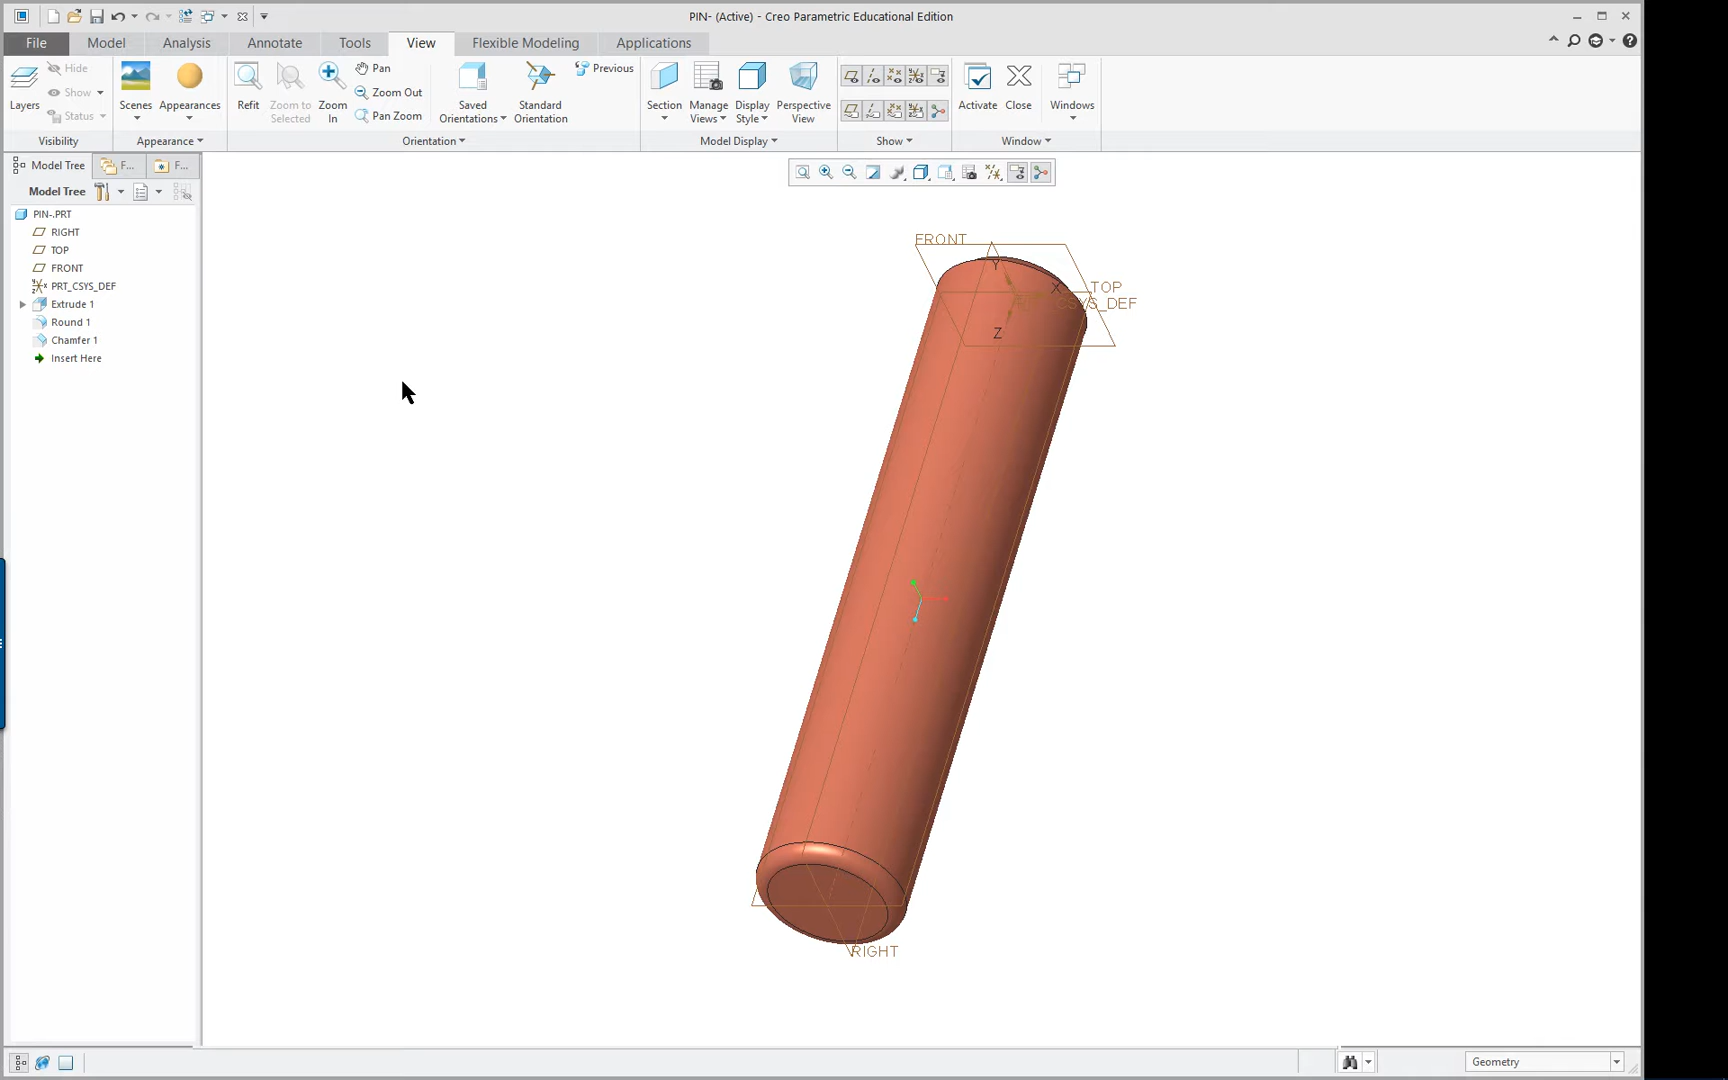 PIN- (Active) - Creo Parametric Educational Edition
File Model Analysis Annotate Tools View Flexible Modeling Applications
Layers
Hide
Show
Status
Scenes
Appearances
Refit
Zoom to Selected
Zoom In
Pan
Zoom Out
Pan Zoom
Saved Orientations
Standard Orientation
Previous
Section
Manage Views
Display Style
Perspective View
Activate
Close
Windows
Visibility Appearance Orientation Model Display Show Window
Model Tree F... F...
Model Tree
PIN-.PRT
RIGHT
TOP
FRONT
PRT_CSYS_DEF
Extrude 1
Round 1
Chamfer 1
Insert Here
FRONT
Y
X
TOP
CSYS_DEF
Z
RIGHT
Geometry